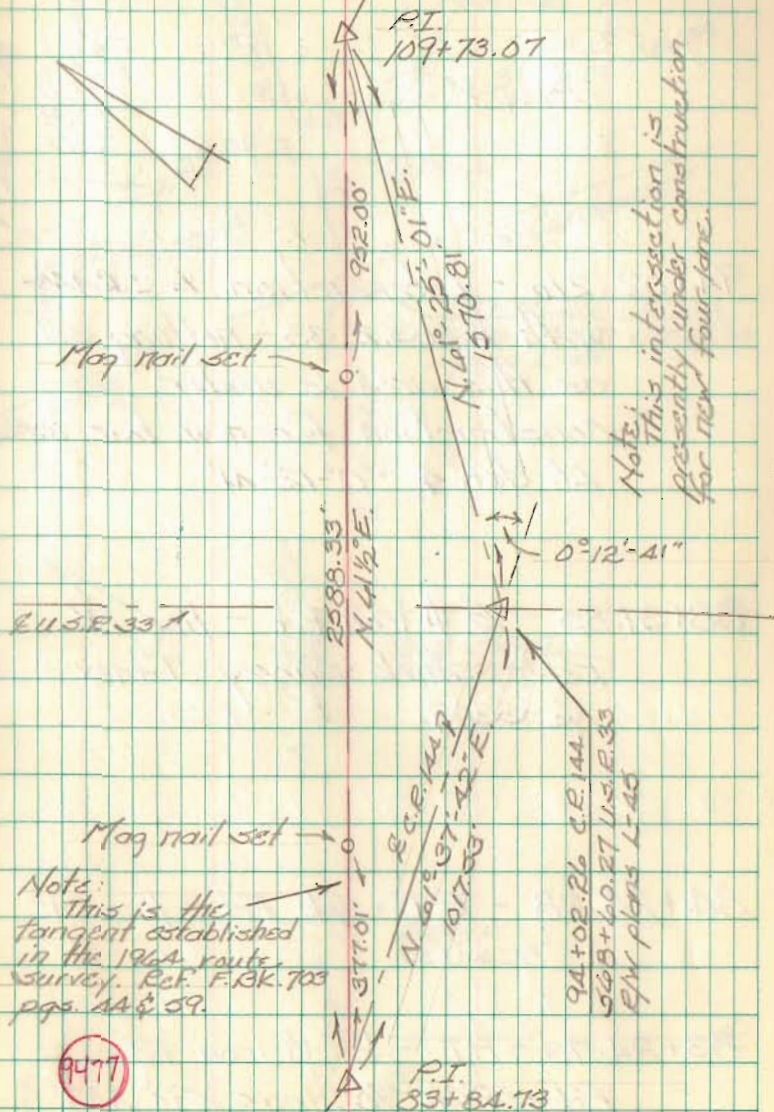 P.I.
109+73.07
952.00'
N. 61°-25'-01" E.
1570.81
Note:
This intersection is
presently under construction
for new four-lane.
Mag nail set
2588.33'
N. 41½° E.
0°-12'-41"
℄ U.S.R. 33
℄ C.R. 144
N. 61°-37'-42" E.
1017.53'
94+02.26 C.R. 144
568+60.27 U.S.R. 33
R/W plans L-45
Mag nail set
Note:
This is the
tangent established
in the 1964 route
survey. Ref. F.BK. 703
pgs. 44 & 59.
377.01'
9477
P.I.
83+84.73